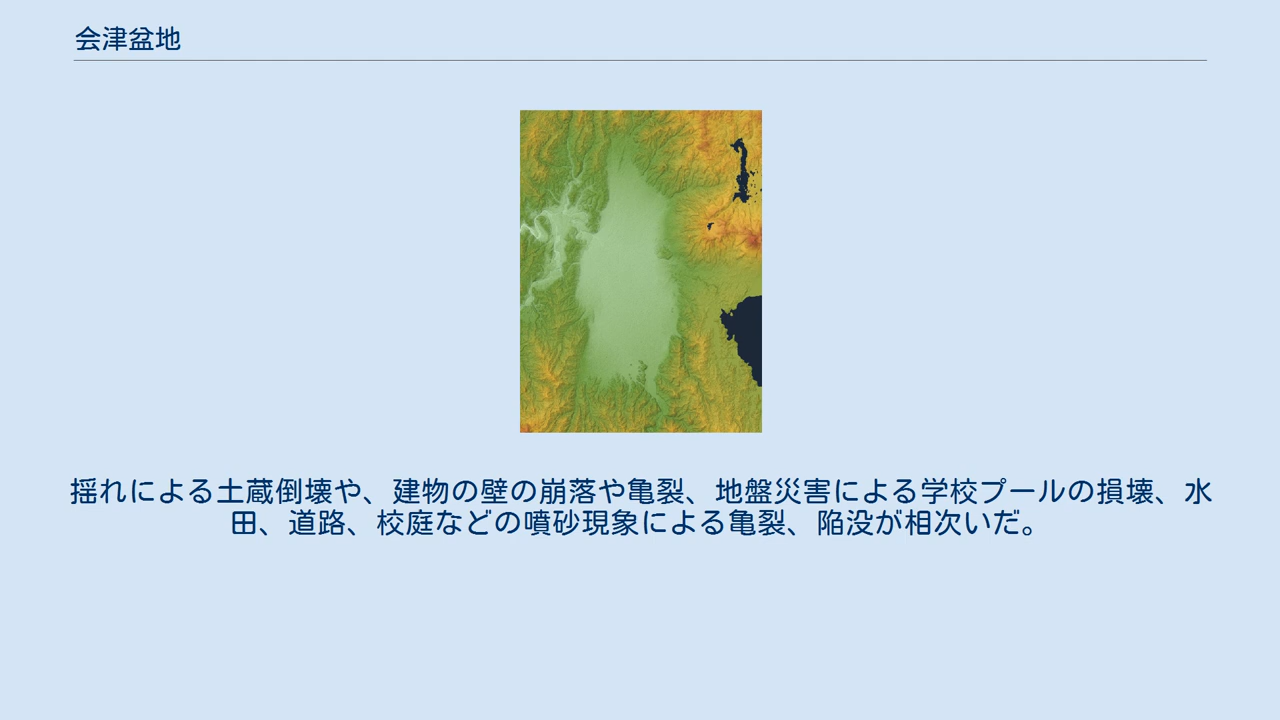 会津盆地
揺れによる土蔵倒壊や、建物の壁の崩落や亀裂、地盤災害による学校プールの損壊、水
田、道路、校庭などの噴砂現象による亀裂、陥没が相次いだ。